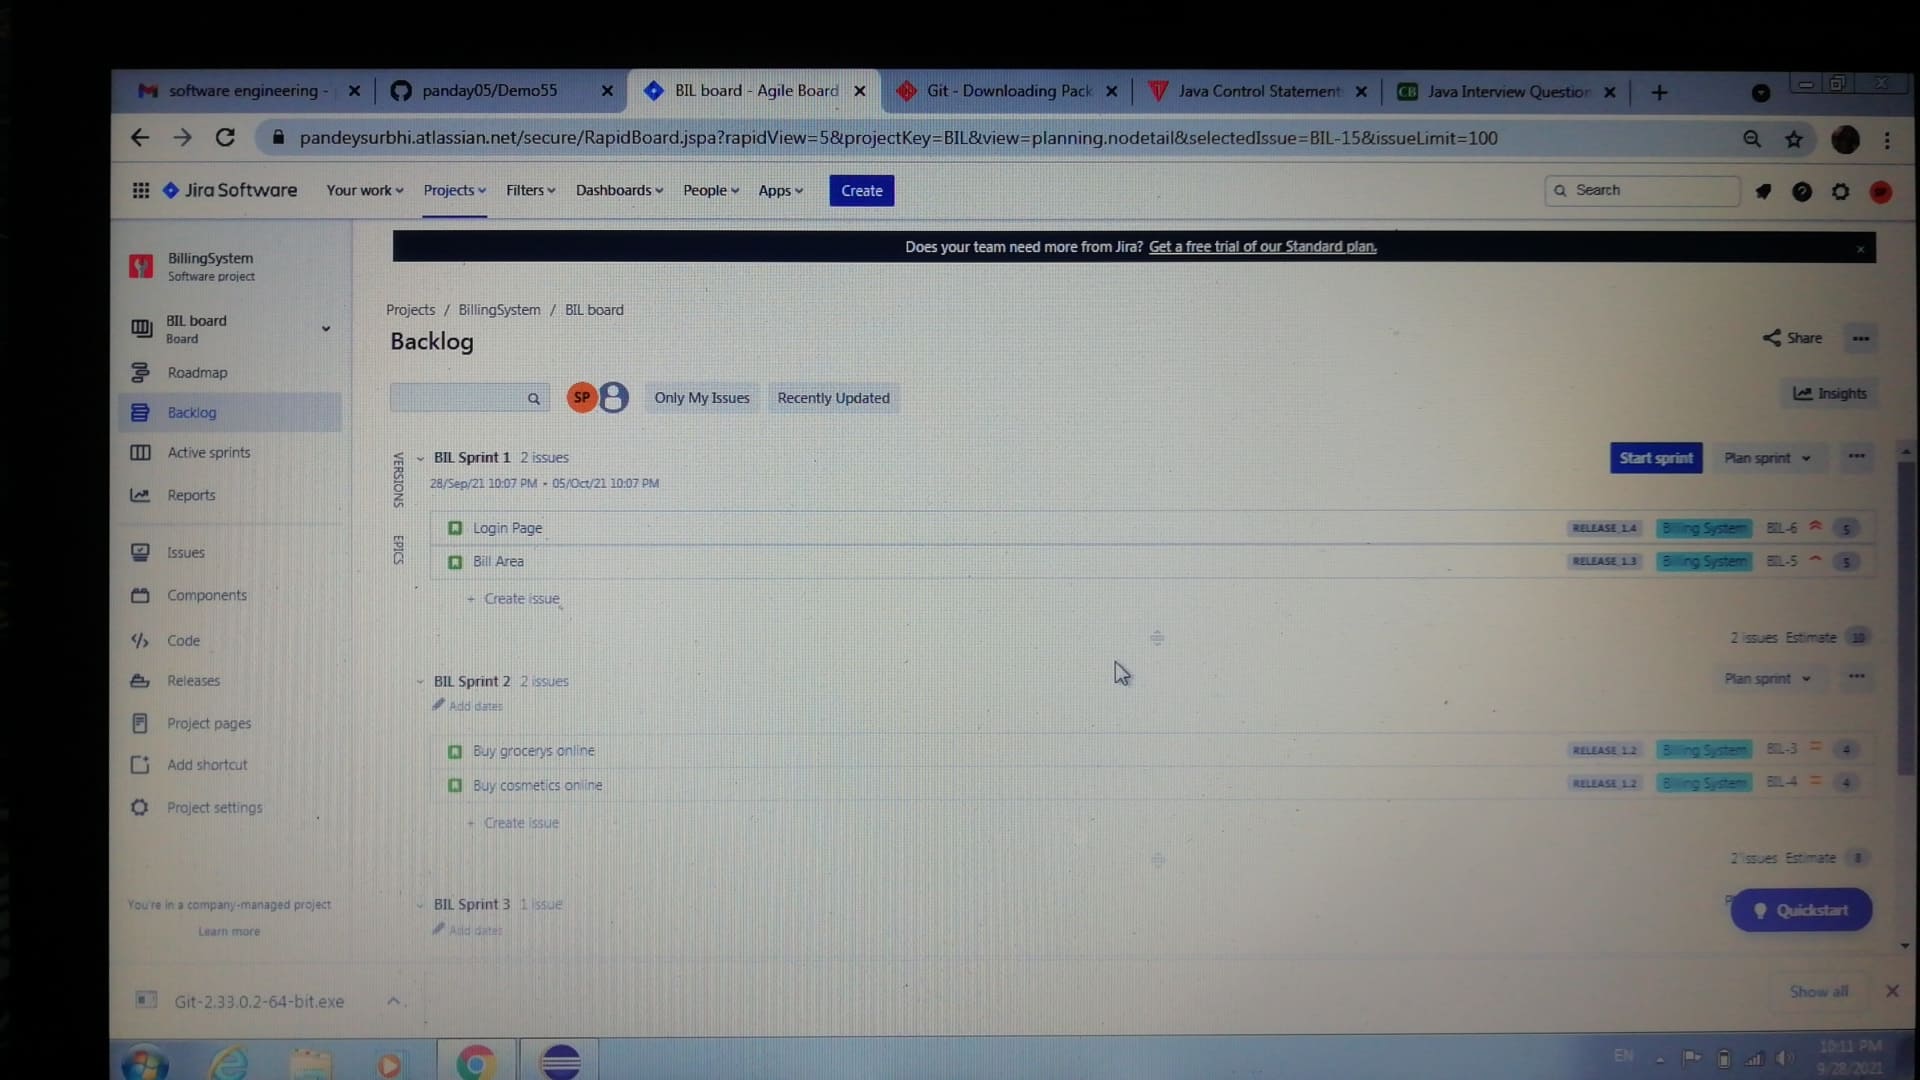 software engineering -
panday05/Demo55
BIL board - Agile Board
Git - Downloading Pack
Java Control Statement
Java Interview Question
pandeysurbhi.atlassian.net/secure/RapidBoard.jspa?rapidView=5&projectKey=BIL&view=planning.nodetail&selectedIssue=BIL-15&issueLimit=100
Jira Software Your work Projects Filters Dashboards People Apps Create Search
Does your team need more from Jira? Get a free trial of our Standard plan.
BillingSystem
Software project
BIL board
Board
Roadmap
Backlog
Active sprints
Reports
Issues
Components
Code
Releases
Project pages
Add shortcut
Project settings
You're in a company-managed project
Learn more
Projects / BillingSystem / BIL board
Backlog
Share
SP Only My Issues Recently Updated
Insights
VERSIONS
EPICS
BIL Sprint 1 2 issues
Start sprint Plan sprint
28/Sep/21 10:07 PM • 05/Oct/21 10:07 PM
Login Page RELEASE 1.4 Billing System BIL-6 5
Bill Area RELEASE 1.3 Billing System BIL-5 5
+ Create issue
2 issues Estimate 10
BIL Sprint 2 2 issues
Plan sprint
Add dates
Buy grocerys online RELEASE 1.2 Billing System BIL-3 4
Buy cosmetics online RELEASE 1.2 Billing System BIL-4 4
+ Create issue
2 issues Estimate 8
BIL Sprint 3 1 issue
Add dates
Quickstart
Git-2.33.0.2-64-bit.exe
Show all
EN
10:11 PM
9/28/2021